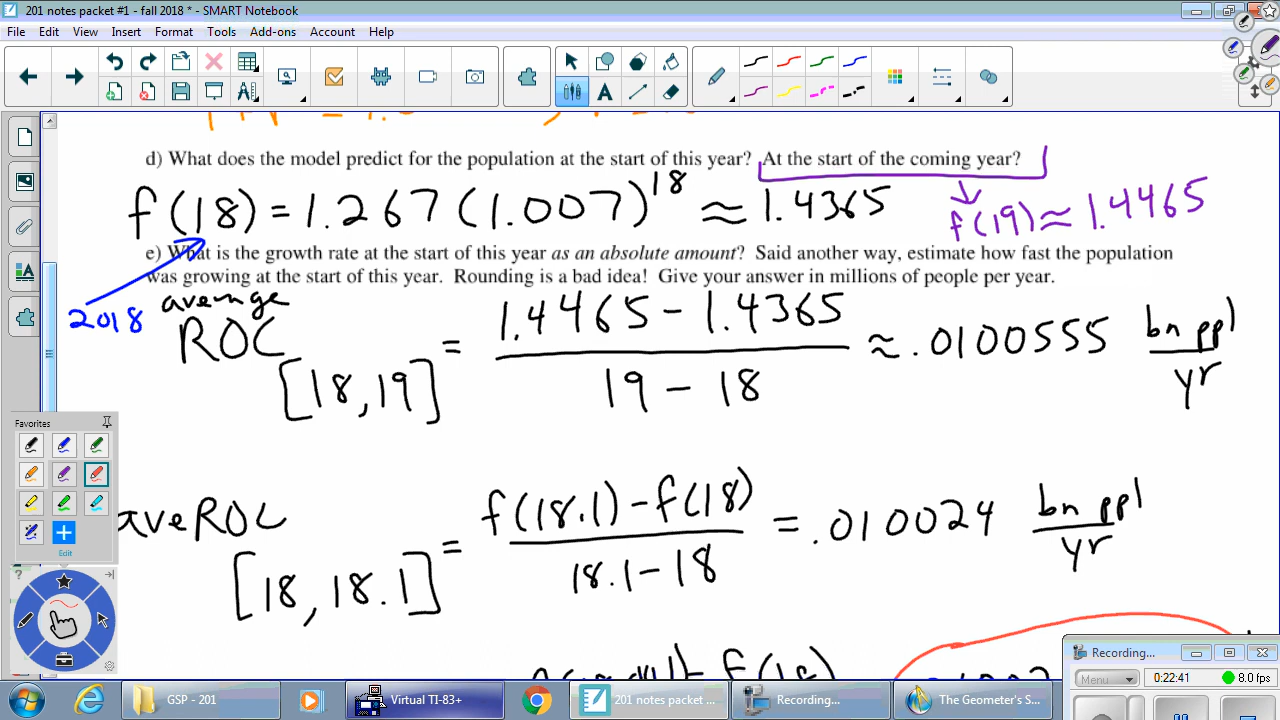 201 notes packet #1 - fall 2018 * - SMART Notebook
File Edit View Insert Format Tools Add-ons Account Help
d) What does the model predict for the population at the start of this year? At the start of the coming year?
f(18) = 1.267 (1.007)^18 ≈ 1.4365
f(19) ≈ 1.4465
e) What is the growth rate at the start of this year as an absolute amount? Said another way, estimate how fast the population
was growing at the start of this year. Rounding is a bad idea! Give your answer in millions of people per year.
2018
average
ROC [18,19] = 1.4465 - 1.4365 / 19 - 18 ≈ .0100555 bn ppl / yr
Favorites
Edit
ave ROC [18, 18.1] = f(18.1) - f(18) / 18.1 - 18 = .010024 bn ppl / yr
f(18)
Recording...
Menu
0:22:41
8.0 fps
GSP - 201
Virtual TI-83+
201 notes packet ...
Recording...
The Geometer's S...